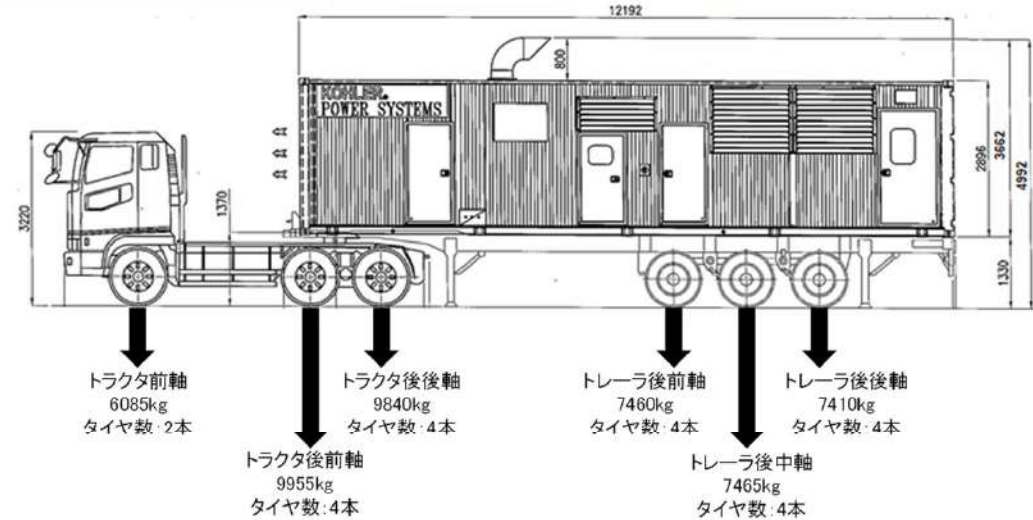 12192
800
KOHLER®
POWER SYSTEMS
3220
1370
2896
3662
4992
1330
トラクタ前軸
6085kg
タイヤ数:2本
トラクタ後後軸
9840kg
タイヤ数:4本
トレーラ後前軸
7460kg
タイヤ数:4本
トレーラ後後軸
7410kg
タイヤ数:4本
トラクタ後前軸
9955kg
タイヤ数:4本
トレーラ後中軸
7465kg
タイヤ数:4本